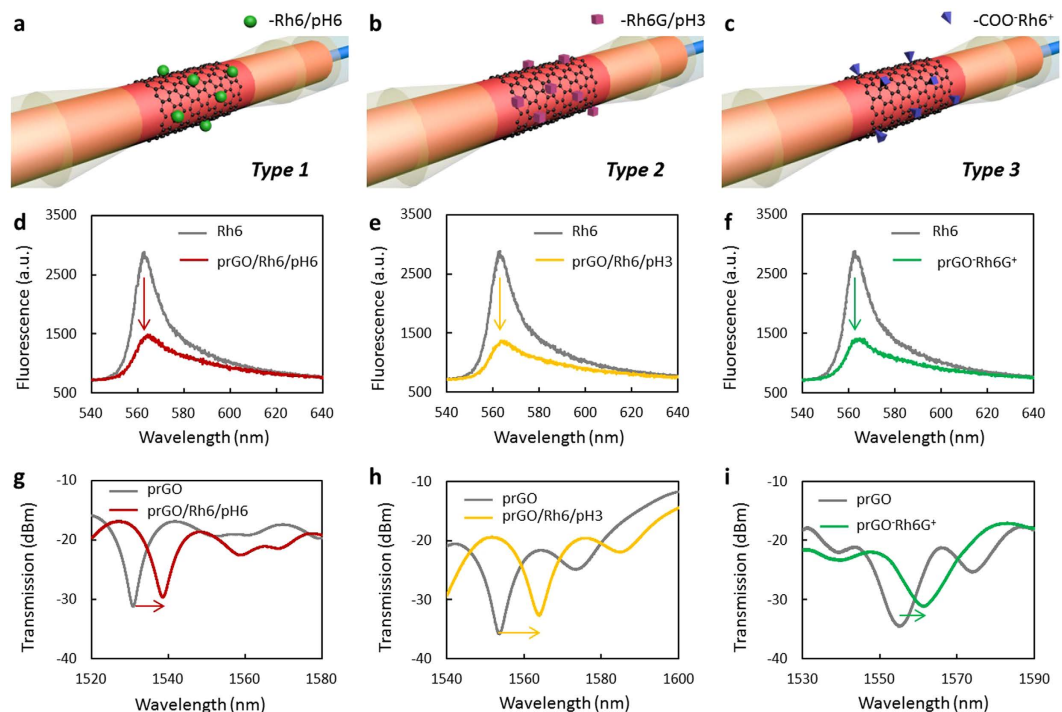 a
-Rh6/pH6
b
-Rh6G/pH3
c
-COO⁻Rh6⁺
Type 1
Type 2
Type 3
d
3500
2500
1500
500
Fluorescence (a.u.)
Rh6
prGO/Rh6/pH6
540 560 580 600 620 640
Wavelength (nm)
e
3500
2500
1500
500
Fluorescence (a.u.)
Rh6
prGO/Rh6/pH3
540 560 580 600 620 640
Wavelength (nm)
f
3500
2500
1500
500
Fluorescence (a.u.)
Rh6
prGO⁻Rh6G⁺
540 560 580 600 620 640
Wavelength (nm)
g
-10
-20
-30
-40
Transmission (dBm)
prGO
prGO/Rh6/pH6
1520 1540 1560 1580
Wavelength (nm)
h
-10
-20
-30
-40
Transmission (dBm)
prGO
prGO/Rh6/pH3
1540 1560 1580 1600
Wavelength (nm)
i
-10
-20
-30
-40
Transmission (dBm)
prGO
prGO⁻Rh6G⁺
1530 1550 1570 1590
Wavelength (nm)